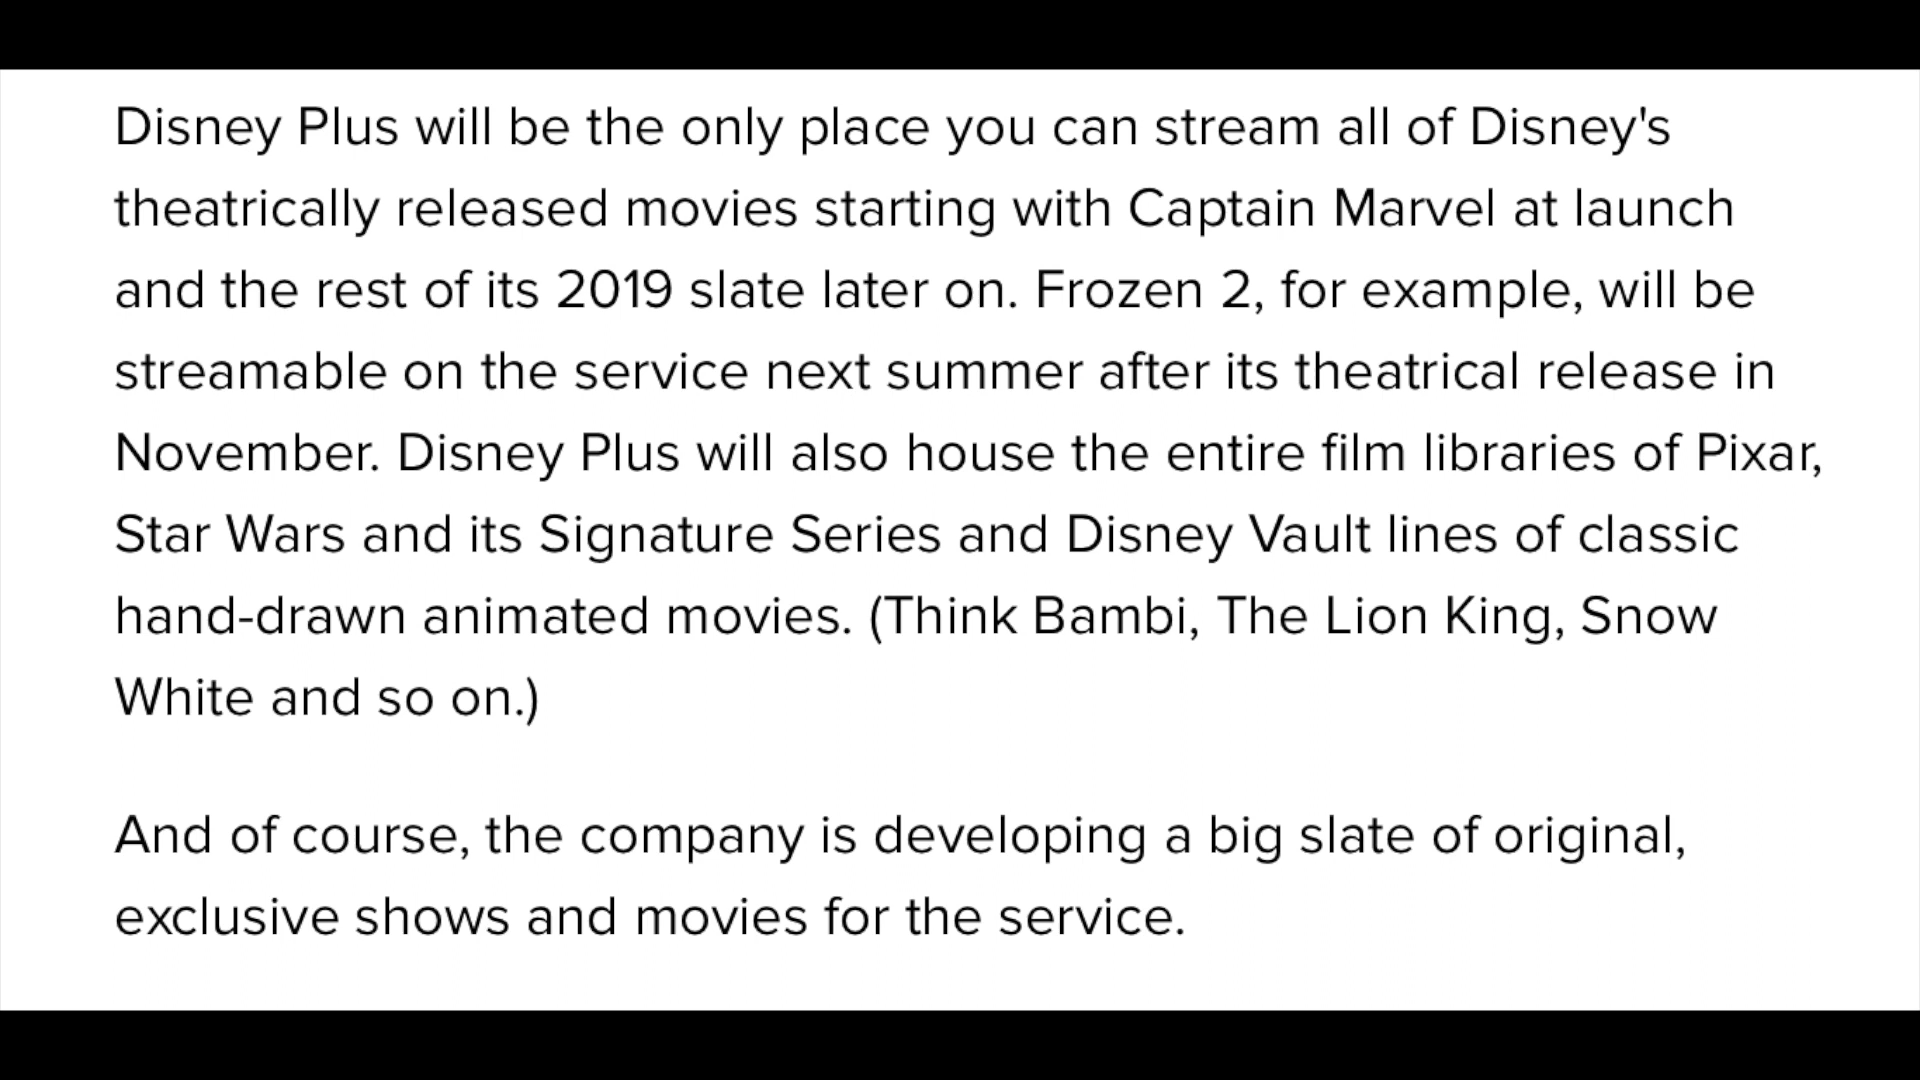 Disney Plus will be the only place you can stream all of Disney's
theatrically released movies starting with Captain Marvel at launch
and the rest of its 2019 slate later on. Frozen 2, for example, will be
streamable on the service next summer after its theatrical release in
November. Disney Plus will also house the entire film libraries of Pixar,
Star Wars and its Signature Series and Disney Vault lines of classic
hand-drawn animated movies. (Think Bambi, The Lion King, Snow
White and so on.)
And of course, the company is developing a big slate of original,
exclusive shows and movies for the service.